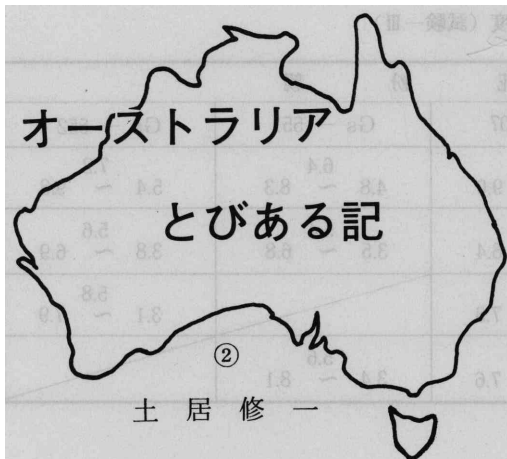 オーストラリア
とびある記
②
土居修一